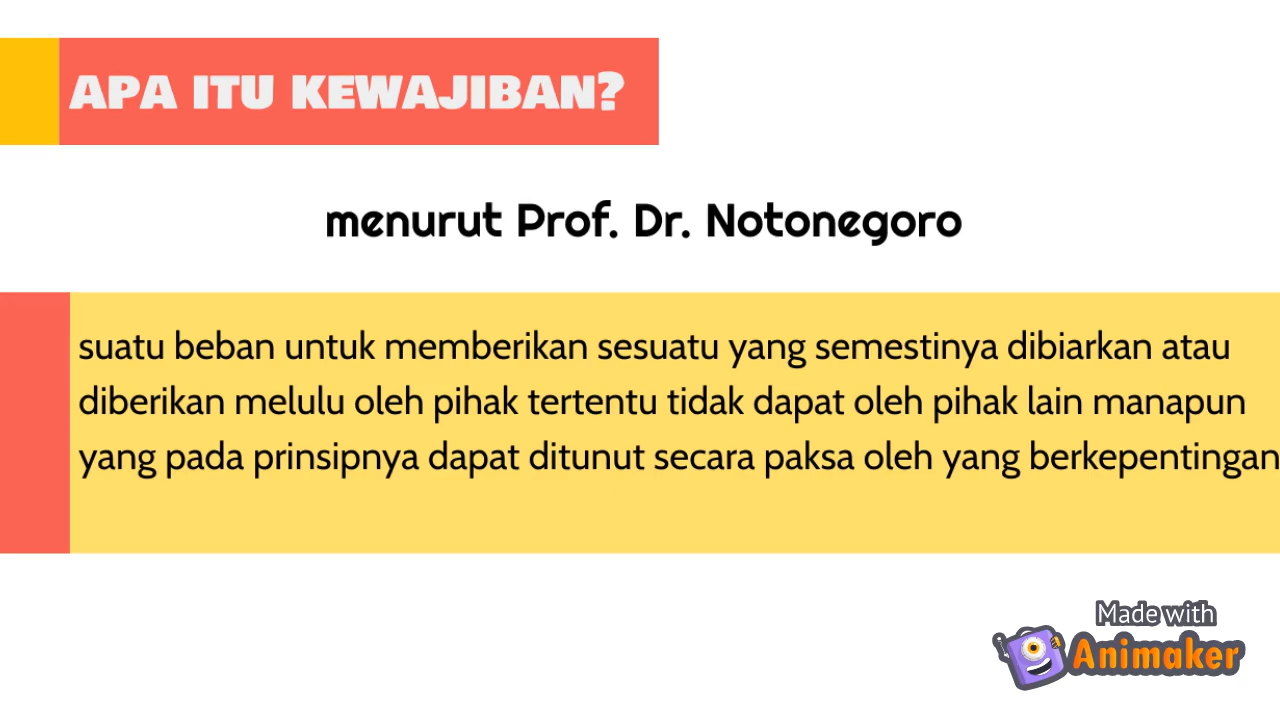 APA ITU KEWAJIBAN?
menurut Prof. Dr. Notonegoro
suatu beban untuk memberikan sesuatu yang semestinya dibiarkan atau
diberikan melulu oleh pihak tertentu tidak dapat oleh pihak lain manapun
yang pada prinsipnya dapat ditunut secara paksa oleh yang berkepentingan
Made with
Animaker